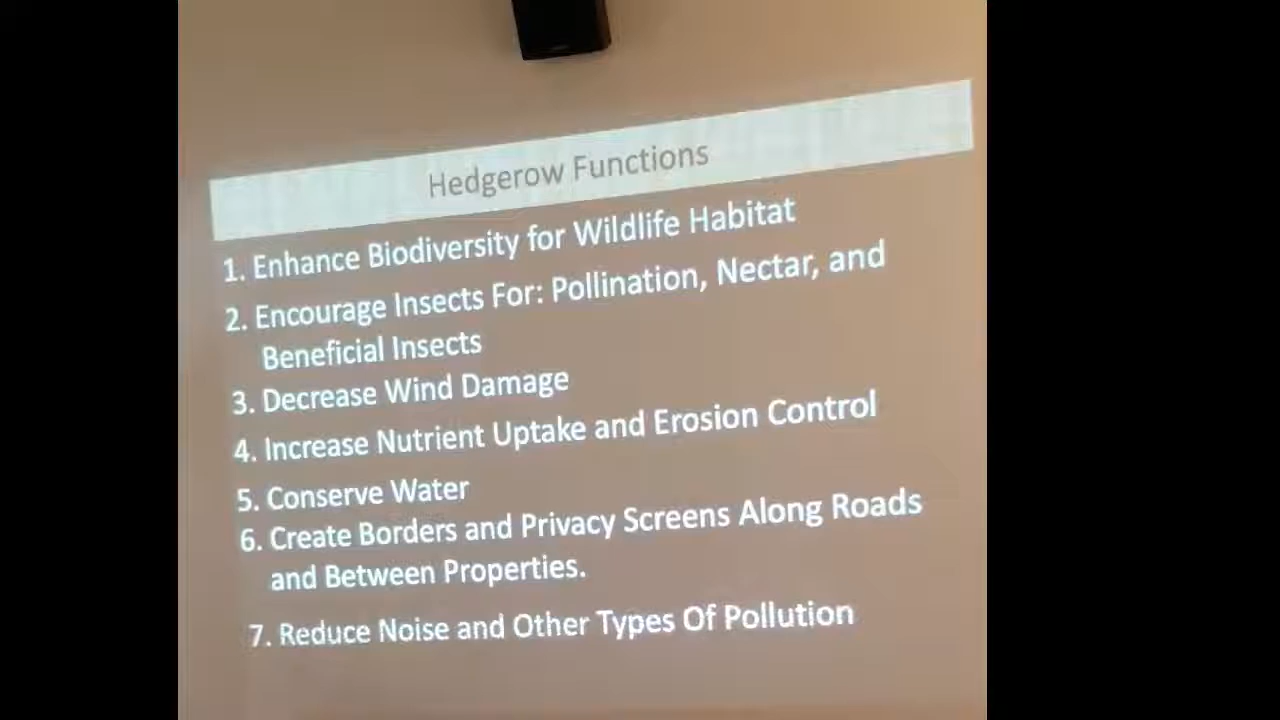 Hedgerow Functions
1. Enhance Biodiversity for Wildlife Habitat
2. Encourage Insects For: Pollination, Nectar, and
Beneficial Insects
3. Decrease Wind Damage
4. Increase Nutrient Uptake and Erosion Control
5. Conserve Water
6. Create Borders and Privacy Screens Along Roads
and Between Properties.
7. Reduce Noise and Other Types Of Pollution